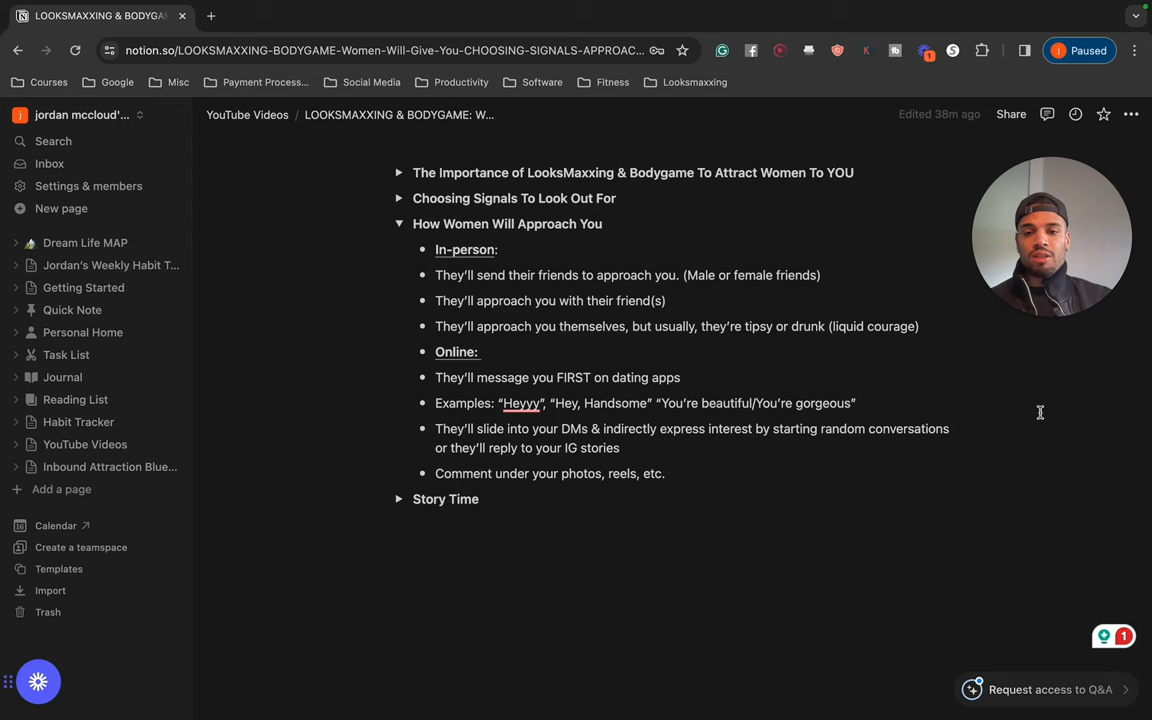 LOOKSMAXXING & BODYGA
notion.so/LOOKSMAXXING-BODYGAME-Women-Will-Give-You-CHOOSING-SIGNALS-APPROAC...
1
Paused
Courses
Google
Misc
Payment Process...
Social Media
Productivity
Software
Fitness
Looksmaxxing
jordan mccloud'...
YouTube Videos / LOOKSMAXXING & BODYGAME: W...
Edited 38m ago
Share
Search
Inbox
Settings & members
New page
Dream Life MAP
Jordan’s Weekly Habit T...
Getting Started
Quick Note
Personal Home
Task List
Journal
Reading List
Habit Tracker
YouTube Videos
Inbound Attraction Blue...
Add a page
Calendar ↗
Create a teamspace
Templates
Import
Trash
The Importance of LooksMaxxing & Bodygame To Attract Women To YOU
Choosing Signals To Look Out For
How Women Will Approach You
In-person:
They’ll send their friends to approach you. (Male or female friends)
They’ll approach you with their friend(s)
They’ll approach you themselves, but usually, they’re tipsy or drunk (liquid courage)
Online:
They’ll message you FIRST on dating apps
Examples: “Heyyy”, “Hey, Handsome” “You’re beautiful/You’re gorgeous”
They’ll slide into your DMs & indirectly express interest by starting random conversations
or they’ll reply to your IG stories
Comment under your photos, reels, etc.
Story Time
1
Request access to Q&A